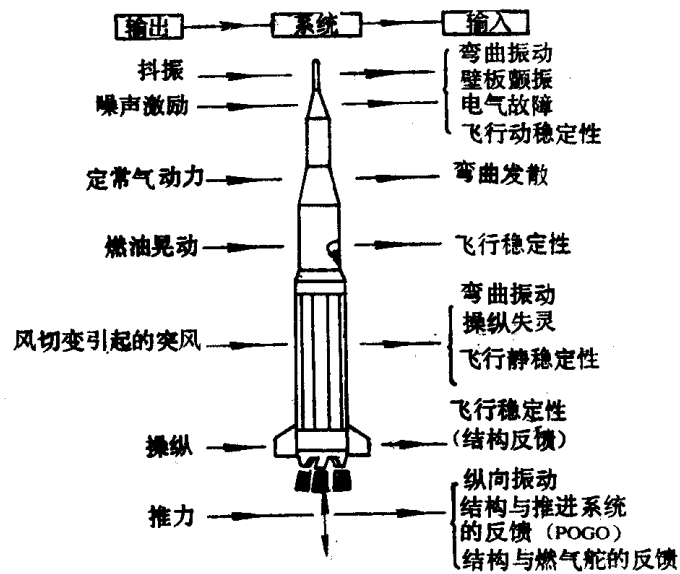 输出 系统 输入
抖振
噪声激励
弯曲振动
壁板颤振
电气故障
飞行动稳定性
定常气动力
弯曲发散
燃油晃动
飞行稳定性
风切变引起的突风
弯曲振动
操纵失灵
飞行静稳定性
操纵
飞行稳定性
(结构反馈)
推力
纵向振动
结构与推进系统
的反馈(POGO)
结构与燃气舵的反馈